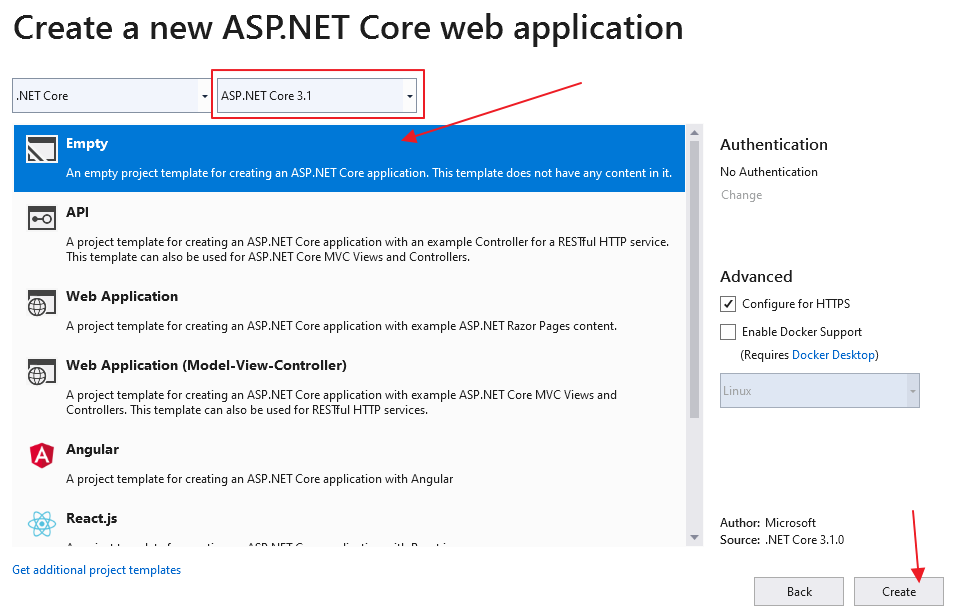 Create a new ASP.NET Core web application
.NET Core
ASP.NET Core 3.1
Empty
An empty project template for creating an ASP.NET Core application. This template does not have any content in it.
API
A project template for creating an ASP.NET Core application with an example Controller for a RESTful HTTP service.
This template can also be used for ASP.NET Core MVC Views and Controllers.
Web Application
A project template for creating an ASP.NET Core application with example ASP.NET Razor Pages content.
Web Application (Model-View-Controller)
A project template for creating an ASP.NET Core application with example ASP.NET Core MVC Views and
Controllers. This template can also be used for RESTful HTTP services.
Angular
A project template for creating an ASP.NET Core application with Angular
React.js
Get additional project templates
Authentication
No Authentication
Change
Advanced
Configure for HTTPS
Enable Docker Support
(Requires Docker Desktop)
Linux
Author: Microsoft
Source: .NET Core 3.1.0
Back
Create